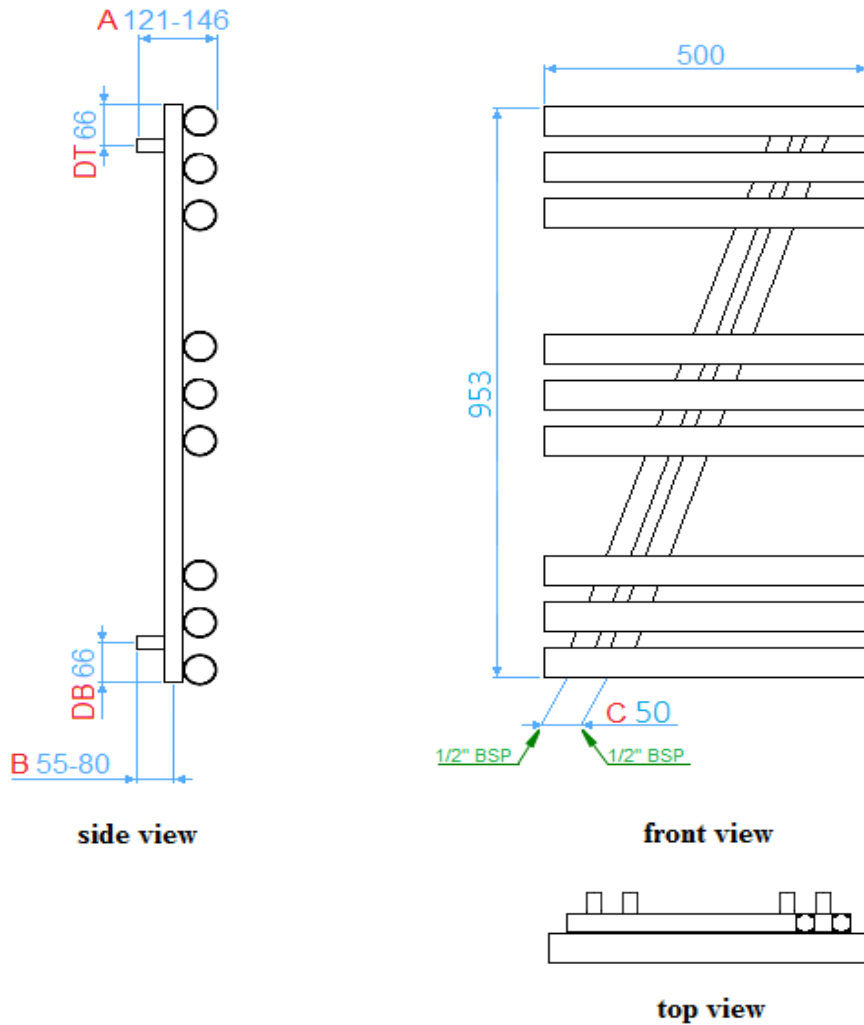 A 121-146
500
DT 66
953
DB 66
C 50
1/2" BSP
1/2" BSP
B 55-80
side view
front view
top view